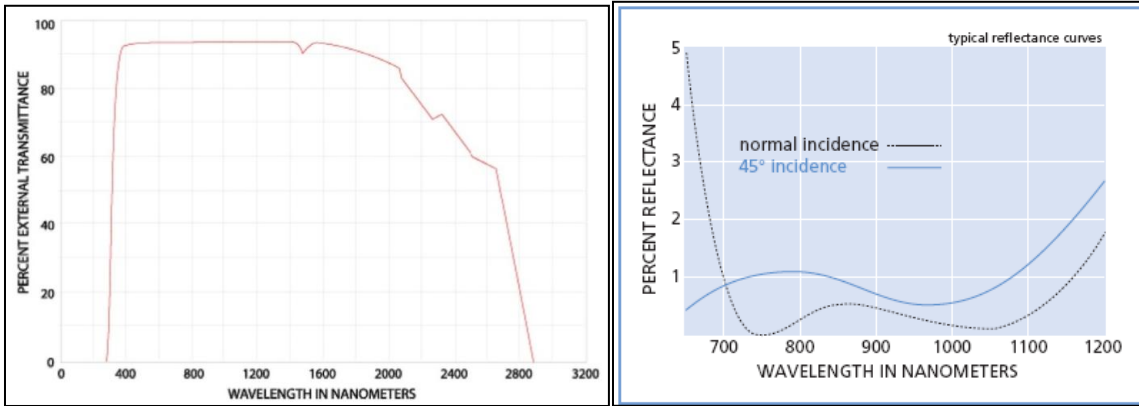 100
80
60
40
20
0
PERCENT EXTERNAL TRANSMITTANCE
0 400 800 1200 1600 2000 2400 2800 3200
WAVELENGTH IN NANOMETERS
typical reflectance curves
5
4
3
2
1
PERCENT REFLECTANCE
normal incidence
45° incidence
700 800 900 1000 1100 1200
WAVELENGTH IN NANOMETERS